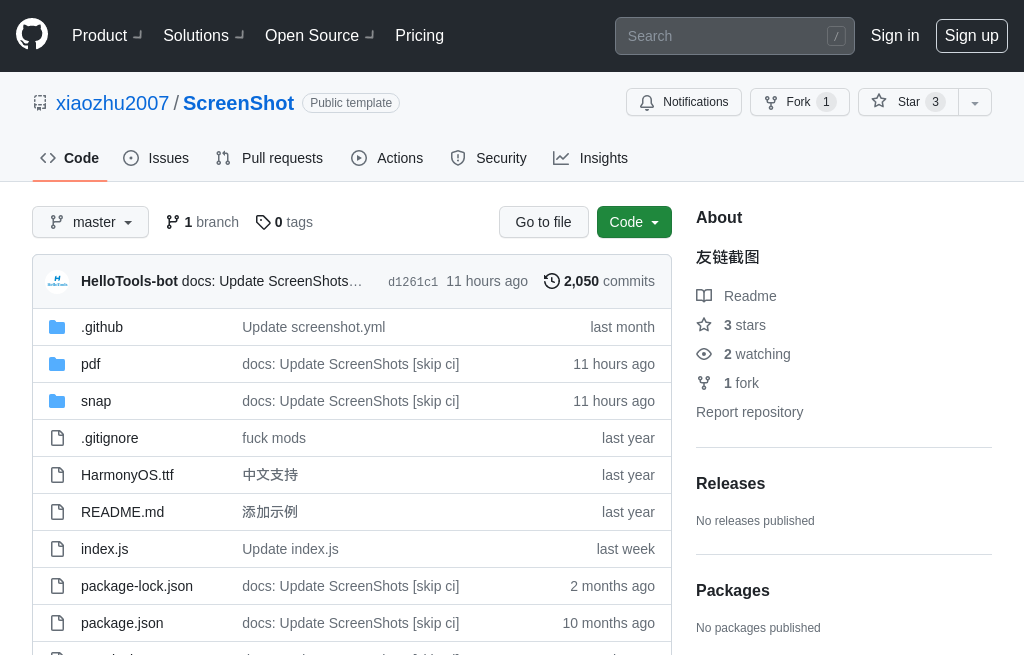 Product Solutions Open Source Pricing Search / Sign in Sign up
xiaozhu2007 / ScreenShot Public template Notifications Fork 1 Star 3
Code Issues Pull requests Actions Security Insights
master 1 branch 0 tags Go to file Code
HelloTools-bot docs: Update ScreenShots… d1261c1 11 hours ago 2,050 commits
.github Update screenshot.yml last month
pdf docs: Update ScreenShots [skip ci] 11 hours ago
snap docs: Update ScreenShots [skip ci] 11 hours ago
.gitignore fuck mods last year
HarmonyOS.ttf 中文支持 last year
README.md 添加示例 last year
index.js Update index.js last week
package-lock.json docs: Update ScreenShots [skip ci] 2 months ago
package.json docs: Update ScreenShots [skip ci] 10 months ago
About
友链截图
Readme
3 stars
2 watching
1 fork
Report repository
Releases
No releases published
Packages
No packages published